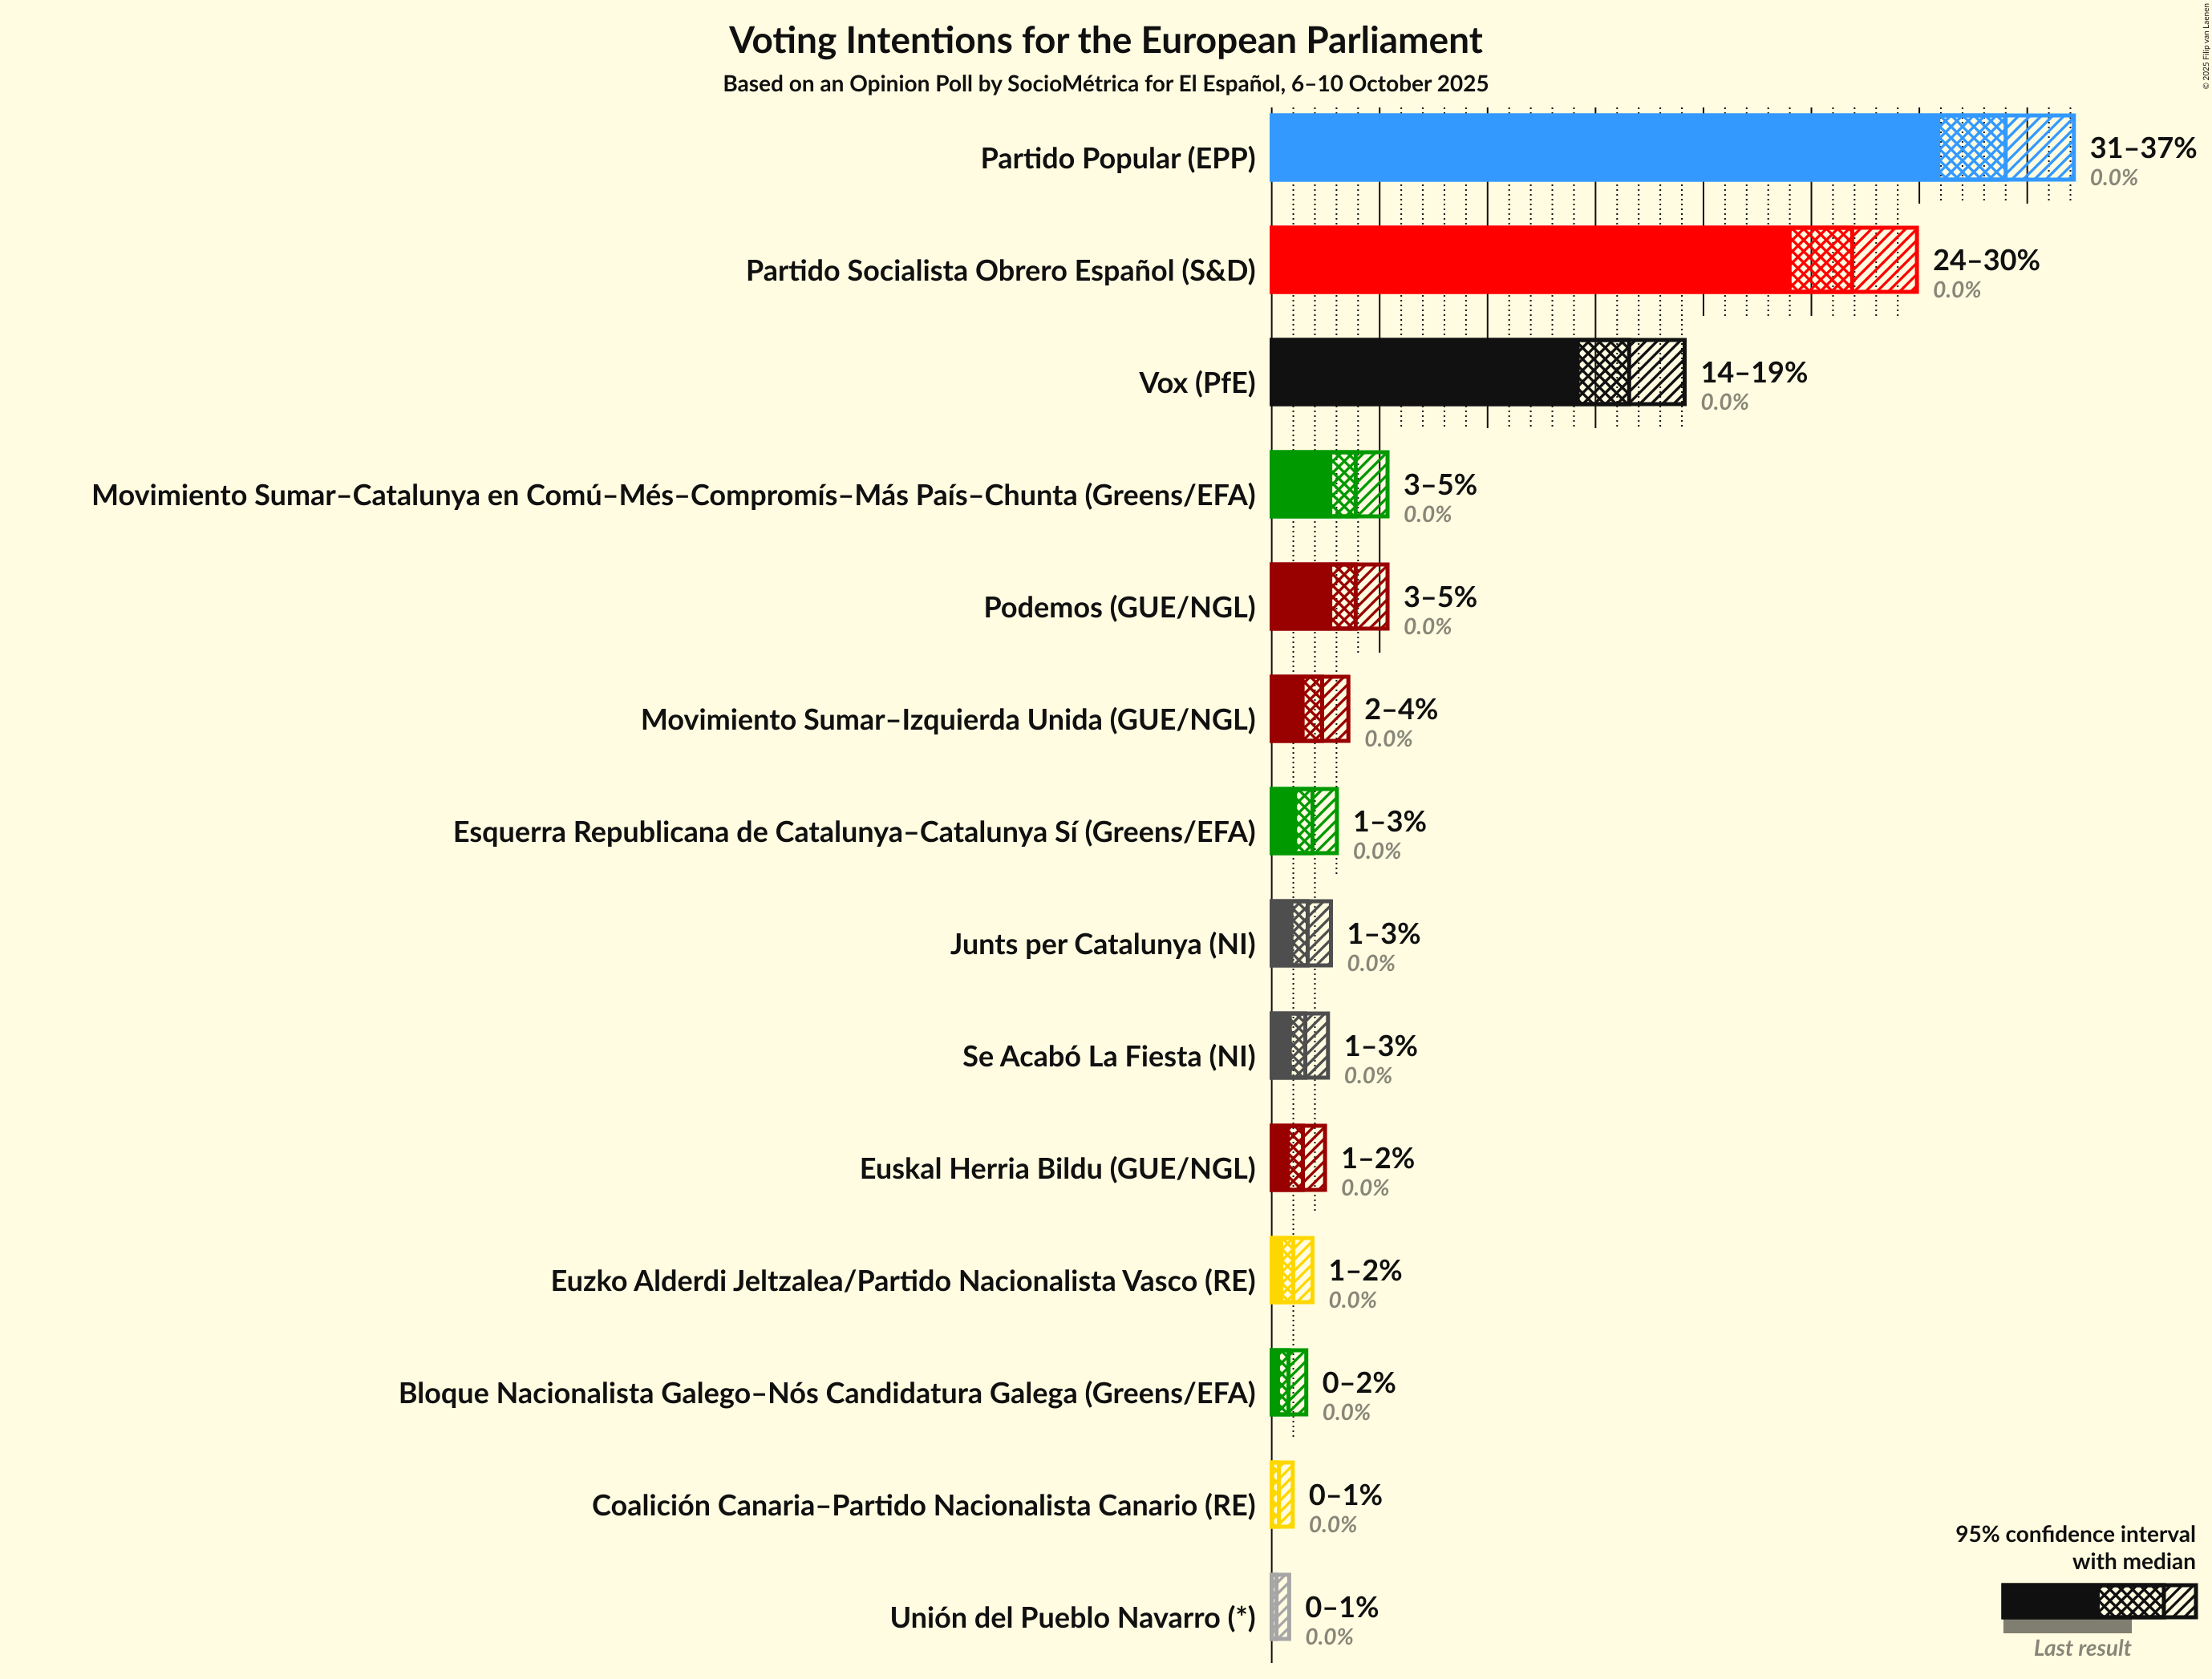 Voting Intentions for the European Parliament
Based on an Opinion Poll by SocioMétrica for El Español, 6–10 October 2025
© 2025 Filip van Laenen
Partido Popular (EPP)
31–37%
0.0%
Partido Socialista Obrero Español (S&D)
24–30%
0.0%
Vox (PfE)
14–19%
0.0%
Movimiento Sumar–Catalunya en Comú–Més–Compromís–Más País–Chunta (Greens/EFA)
3–5%
0.0%
Podemos (GUE/NGL)
3–5%
0.0%
Movimiento Sumar–Izquierda Unida (GUE/NGL)
2–4%
0.0%
Esquerra Republicana de Catalunya–Catalunya Sí (Greens/EFA)
1–3%
0.0%
Junts per Catalunya (NI)
1–3%
0.0%
Se Acabó La Fiesta (NI)
1–3%
0.0%
Euskal Herria Bildu (GUE/NGL)
1–2%
0.0%
Euzko Alderdi Jeltzalea/Partido Nacionalista Vasco (RE)
1–2%
0.0%
Bloque Nacionalista Galego–Nós Candidatura Galega (Greens/EFA)
0–2%
0.0%
Coalición Canaria–Partido Nacionalista Canario (RE)
0–1%
0.0%
Unión del Pueblo Navarro (*)
0–1%
0.0%
95% confidence interval
with median
Last result